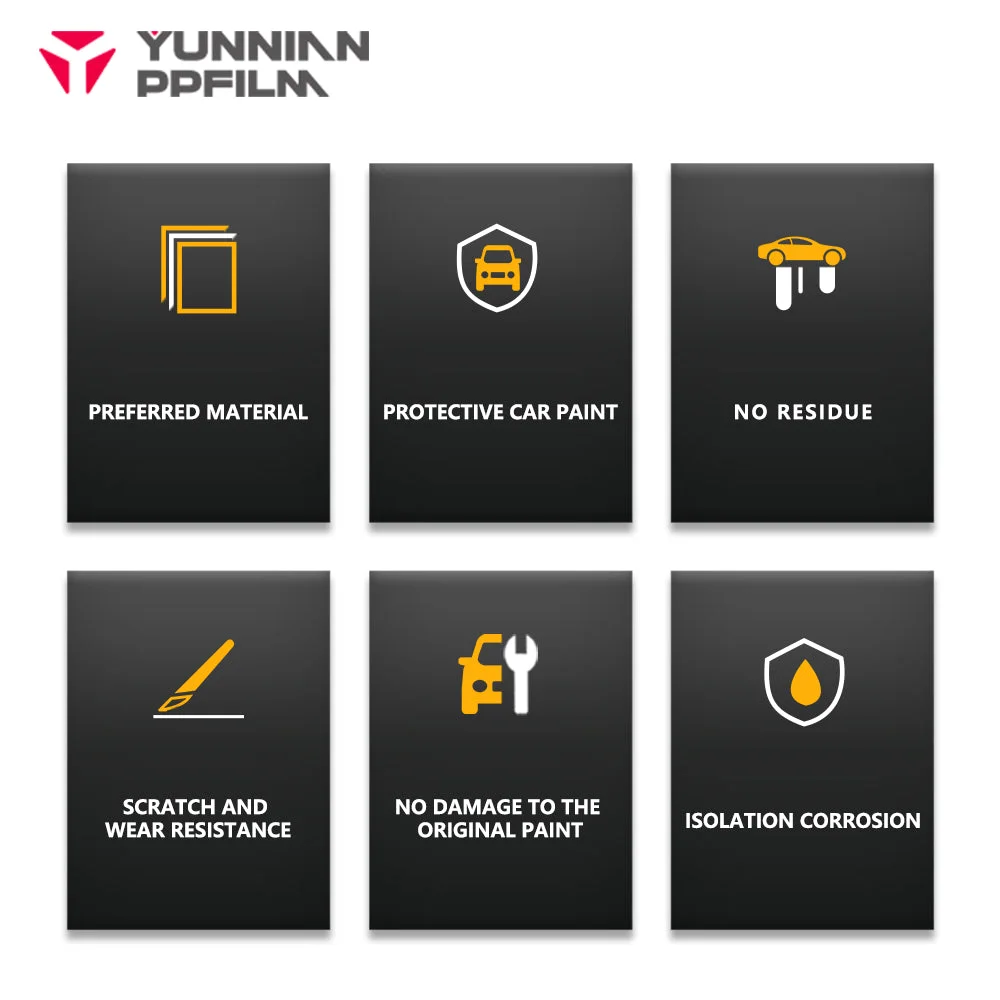 YUNNIAN
PPFILM
PREFERRED MATERIAL
PROTECTIVE CAR PAINT
NO RESIDUE
SCRATCH AND
WEAR RESISTANCE
NO DAMAGE TO THE
ORIGINAL PAINT
ISOLATION CORROSION